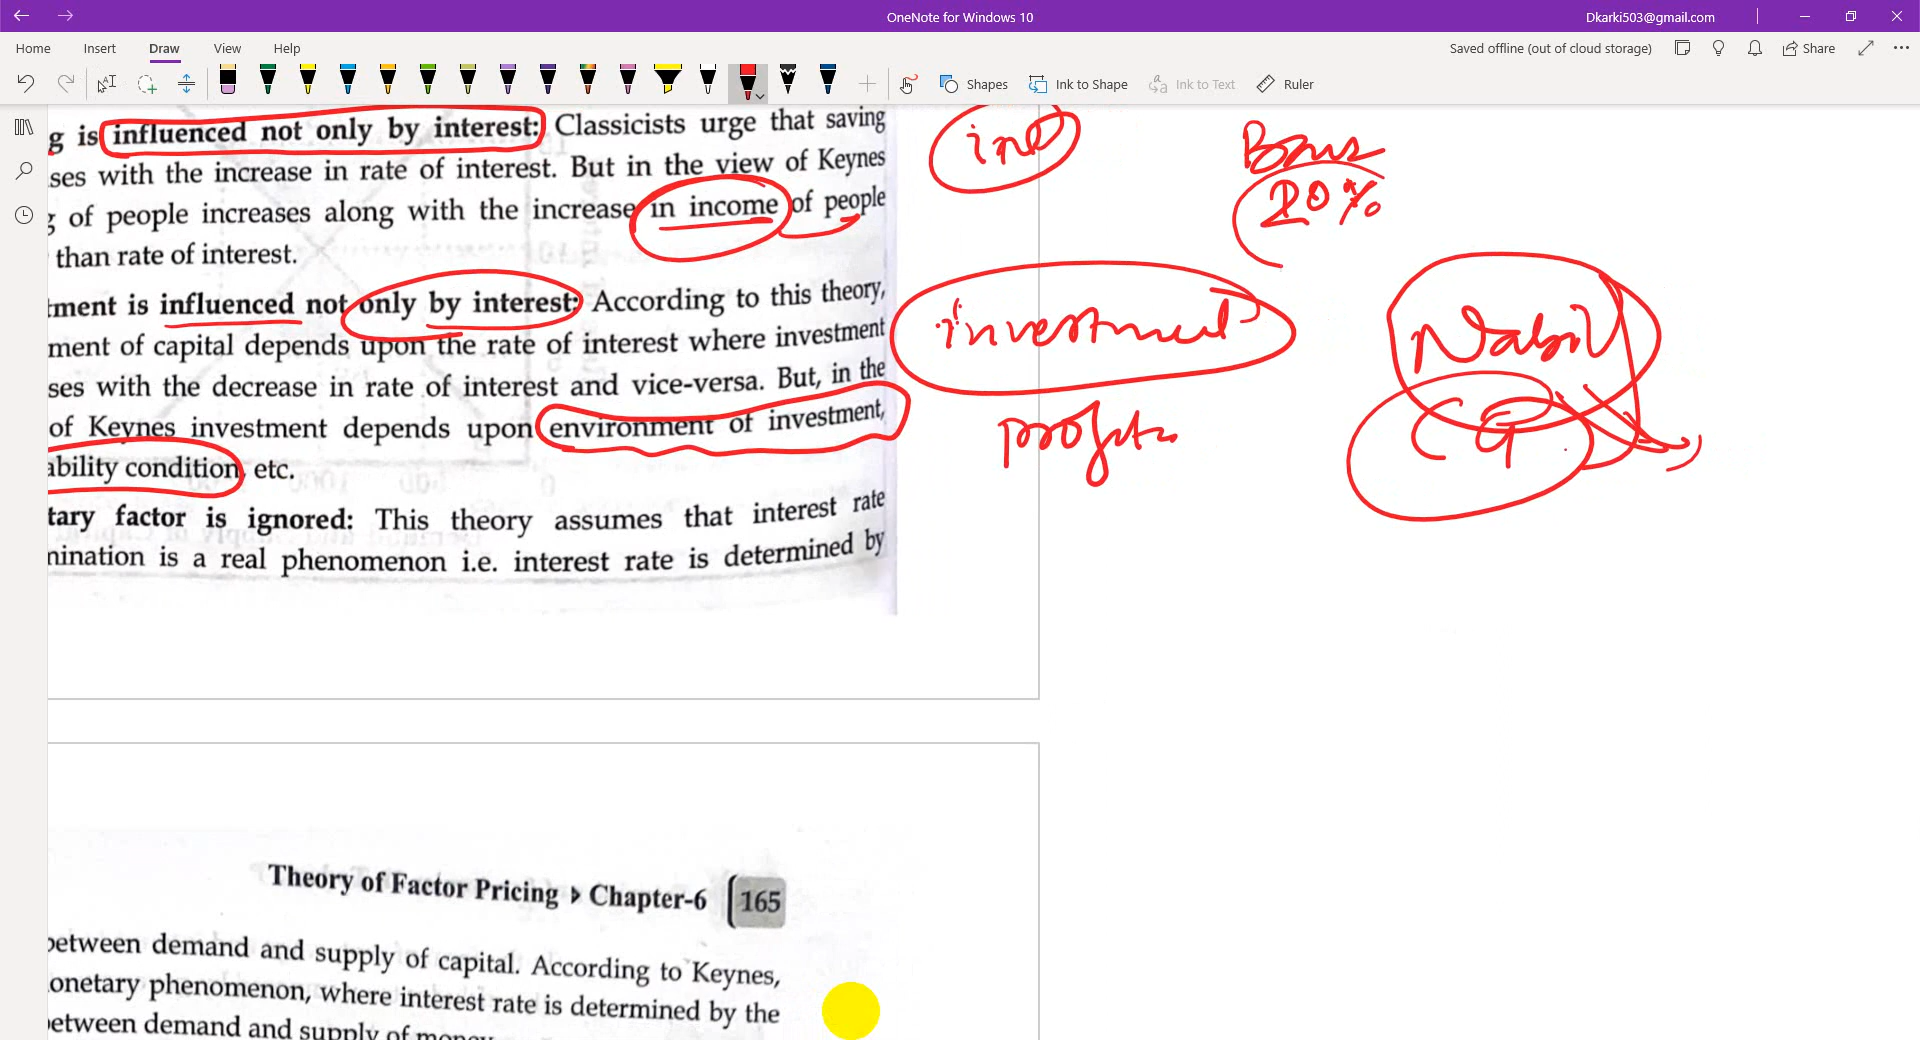 OneNote for Windows 10
Dkarki503@gmail.com
Home Insert Draw View Help
Saved offline (out of cloud storage)
Share
Shapes
Ink to Shape
Ink to Text
Ruler
g is influenced not only by interest: Classicists urge that saving
ses with the increase in rate of interest. But in the view of Keynes
g of people increases along with the increase in income of people
than rate of interest.
tment is influenced not only by interest: According to this theory,
ment of capital depends upon the rate of interest where investment
ses with the decrease in rate of interest and vice-versa. But, in the
of Keynes investment depends upon environment of investment,
ability condition, etc.
tary factor is ignored: This theory assumes that interest rate
mination is a real phenomenon i.e. interest rate is determined by
20%
investment
Nabil
Theory of Factor Pricing Chapter-6 165
between demand and supply of capital. According to Keynes,
onetary phenomenon, where interest rate is determined by the
between demand and supply of money.